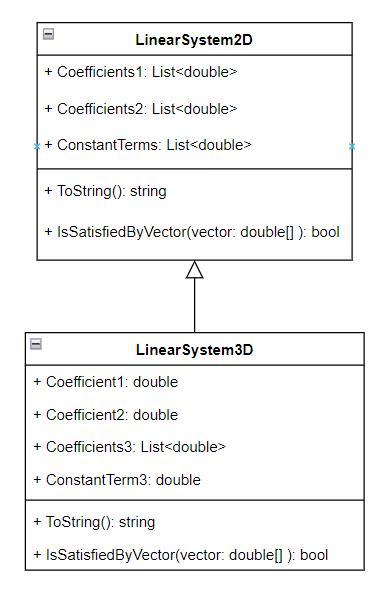 LinearSystem2D
+ Coefficients1: List<double>
+ Coefficients2: List<double>
+ ConstantTerms: List<double>
+ ToString(): string
+ IsSatisfiedByVector(vector: double[] ): bool
LinearSystem3D
+ Coefficient1: double
+ Coefficient2: double
+ Coefficients3: List<double>
+ ConstantTerm3: double
+ ToString(): string
+ IsSatisfiedByVector(vector: double[] ): bool